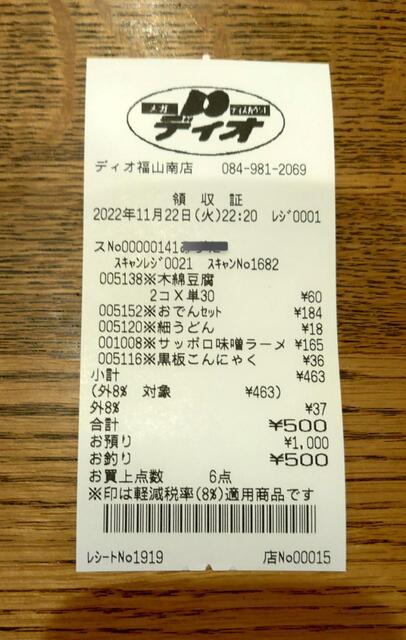 メガ ディスカウント
ディオ
ディオ福山南店 084-981-2069
領 収 証
2022年11月22日(火)22:20 ﾚｼﾞ0001
スNo00000141
ｽｷｬﾝﾚｼﾞ0021 ｽｷｬﾝNo1682
005138※木綿豆腐
2コX単30 ¥60
005152※おでんｾｯﾄ ¥184
005120※細うどん ¥18
001008※サッポロ味噌ラーメ ¥165
005116※黒板こんにゃく ¥36
小計 ¥463
(外8% 対象 ¥463)
外8% ¥37
合計 ¥500
お預り ¥1,000
お釣り ¥500
お買上点数 6点
※印は軽減税率(8%)適用商品です
ﾚｼｰﾄNo1919 店No00015